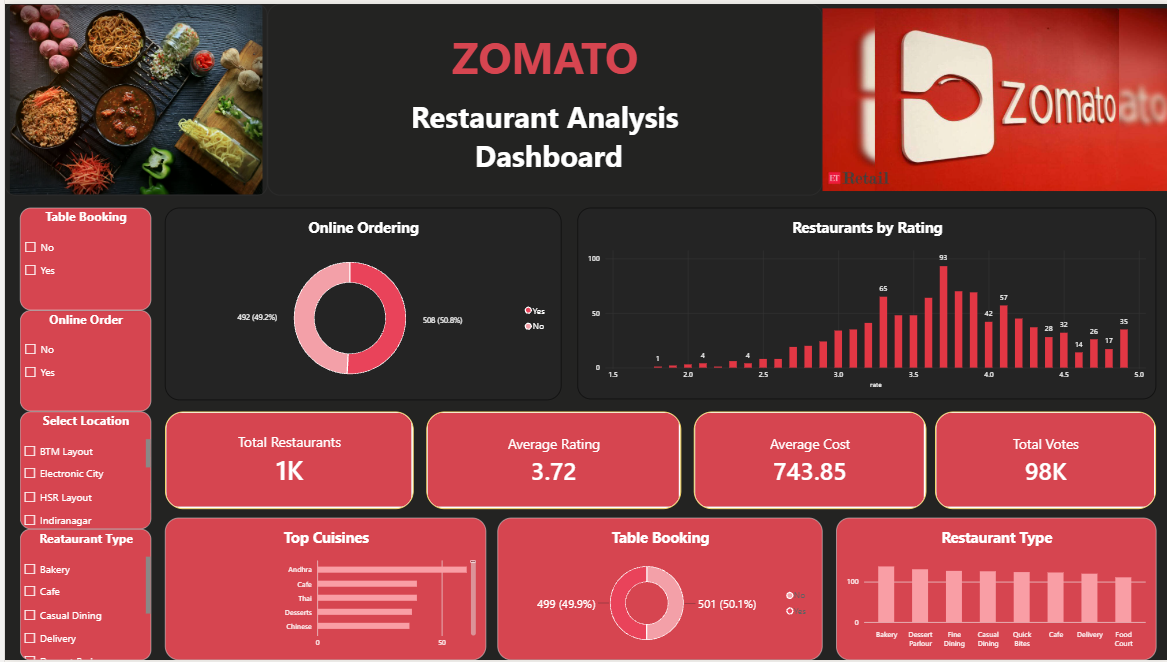 ZOMATO
Restaurant Analysis
Dashboard
zomato
ato
ET Retail
Table Booking
No
Yes
Online Order
No
Yes
Select Location
BTM Layout
Electronic City
HSR Layout
Indiranagar
Reataurant Type
Bakery
Cafe
Casual Dining
Delivery
Online Ordering
492 (49.2%)
508 (50.8%)
Yes
No
Restaurants by Rating
100
50
0
1
4
4
65
93
42
57
28
32
14
26
17
35
1.5 2.0 2.5 3.0 3.5 4.0 4.5 5.0
rate
Total Restaurants
1K
Average Rating
3.72
Average Cost
743.85
Total Votes
98K
Top Cuisines
Andhra
Cafe
Thai
Desserts
Chinese
0 50
Table Booking
499 (49.9%)
501 (50.1%)
No
Yes
Restaurant Type
100
0
Bakery Dessert Parlour Fine Dining Casual Dining Quick Bites Cafe Delivery Food Court